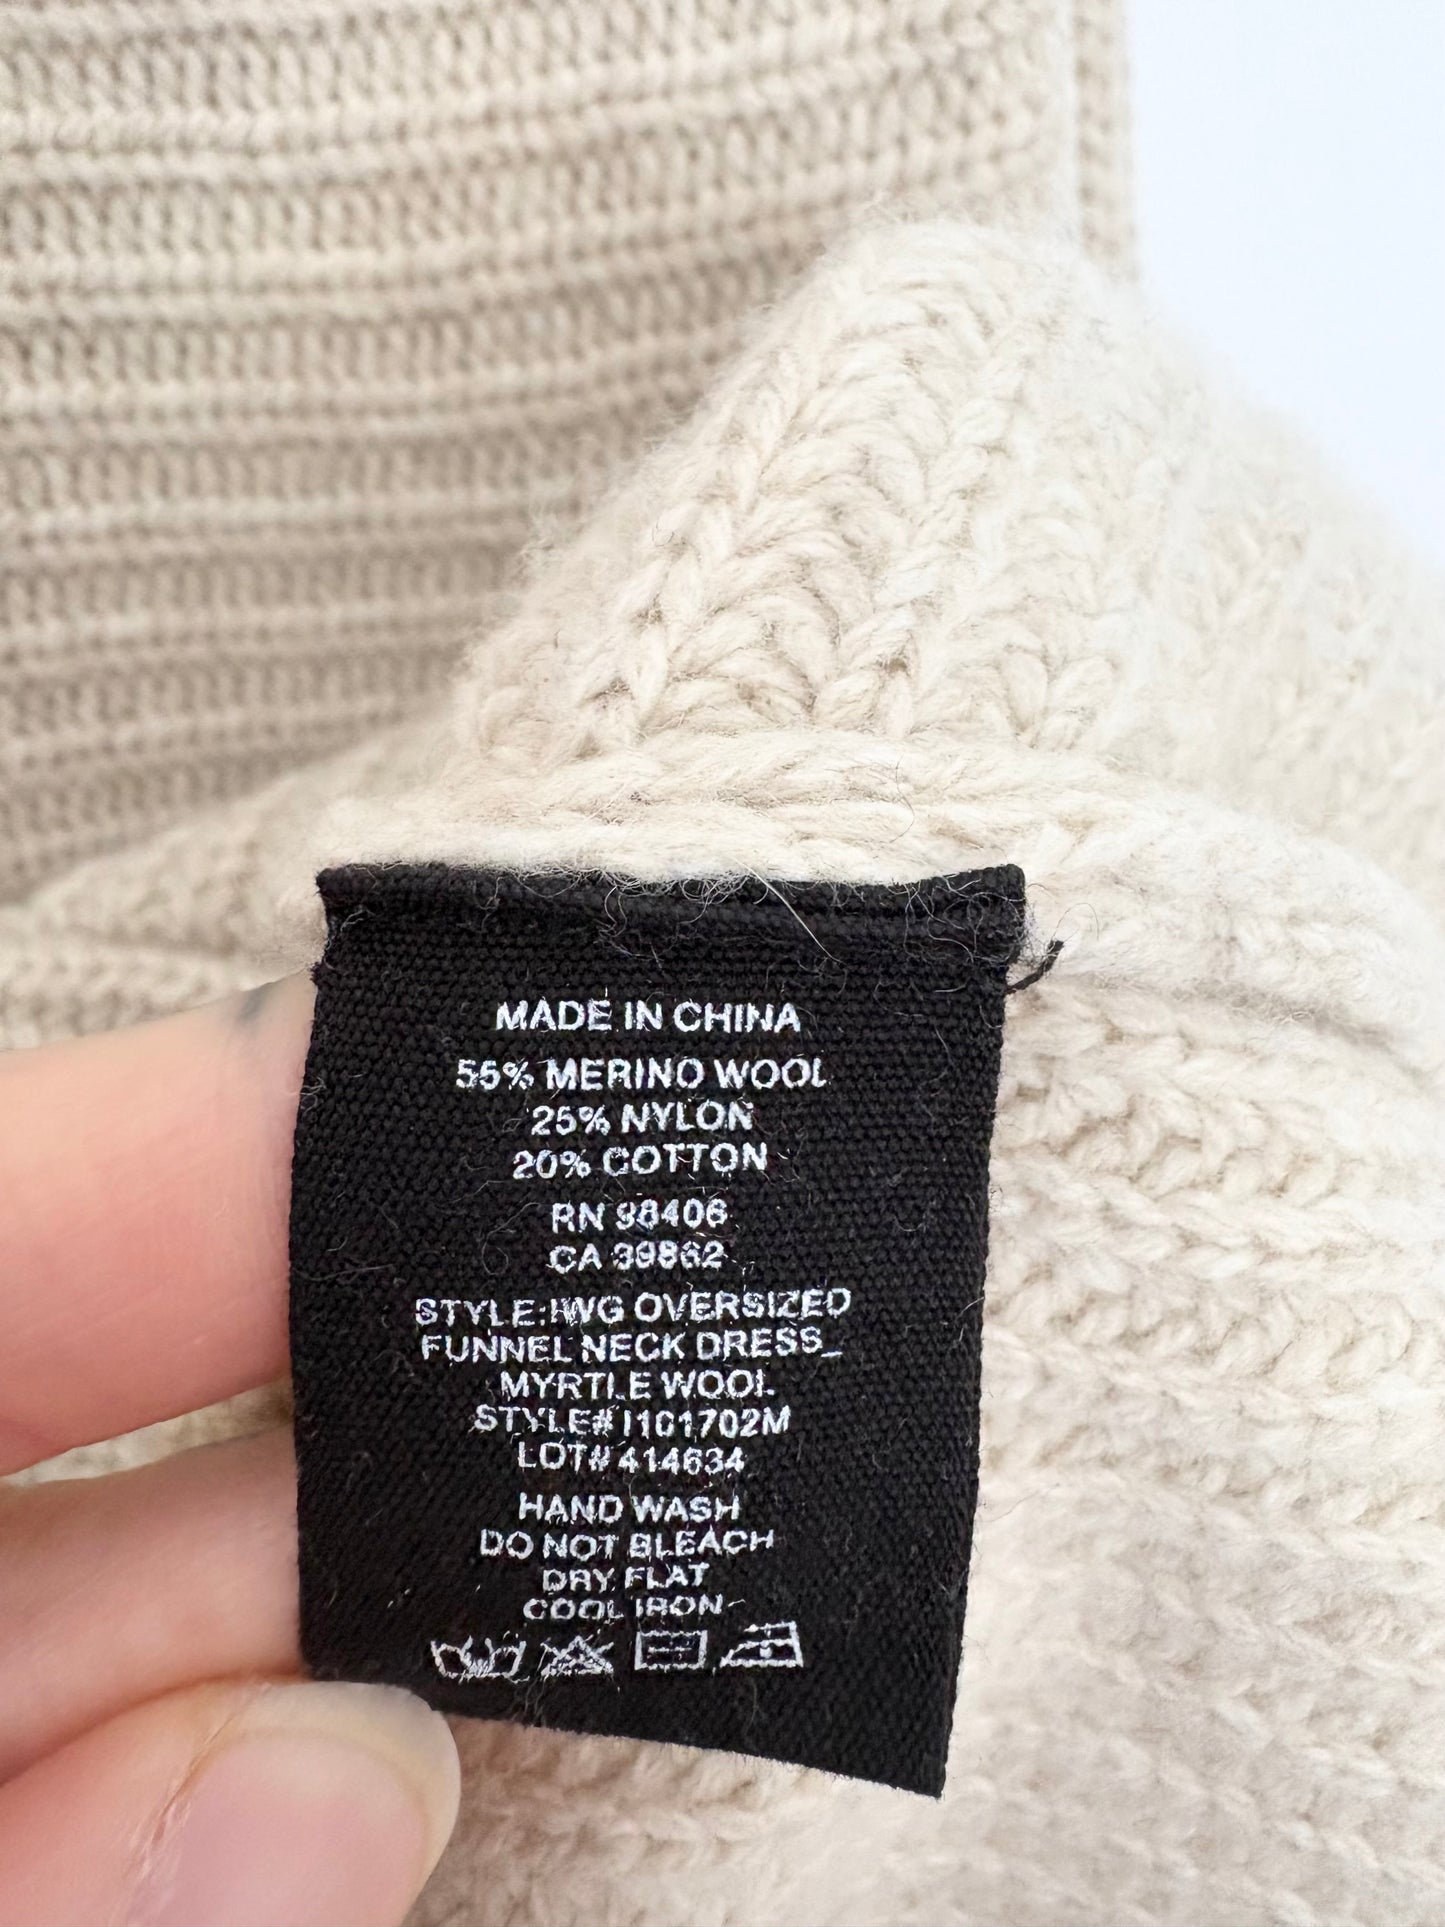 MADE IN CHINA
55% MERINO WOOL
25% NYLON
20% COTTON
RN 98406
CA 39862
STYLE: IWG OVERSIZED
FUNNEL NECK DRESS_
MYRTLE WOOL
STYLE# I101702M
LOT# 414634
HAND WASH
DO NOT BLEACH
DRY FLAT
COOL IRON